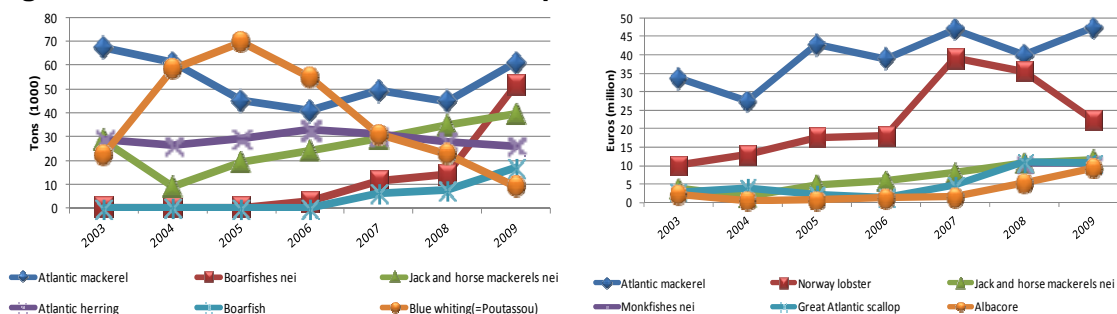 80
70
60
50
40
30
20
10
0
Tons (1000)
2003 2004 2005 2006 2007 2008 2009
Atlantic mackerel Boarfishes nei Jack and horse mackerels nei
Atlantic herring Boarfish Blue whiting(=Poutassou)
50
45
40
35
30
25
20
15
10
5
0
Euros (million)
2003 2004 2005 2006 2007 2008 2009
Atlantic mackerel Norway lobster Jack and horse mackerels nei
Monkfishes nei Great Atlantic scallop Albacore